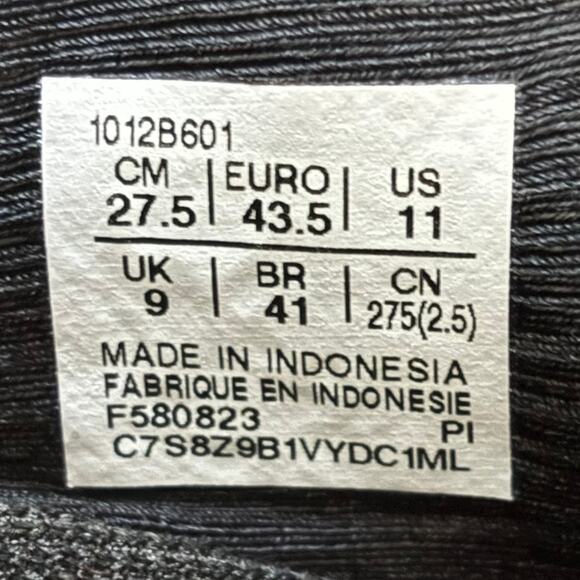 1012B601
CM | EURO | US
27.5 | 43.5 | 11
UK | BR | CN
9 | 41 | 275(2.5)
MADE IN INDONESIA
FABRIQUE EN INDONESIE
F580823 PI
C7S8Z9B1VYDC1ML